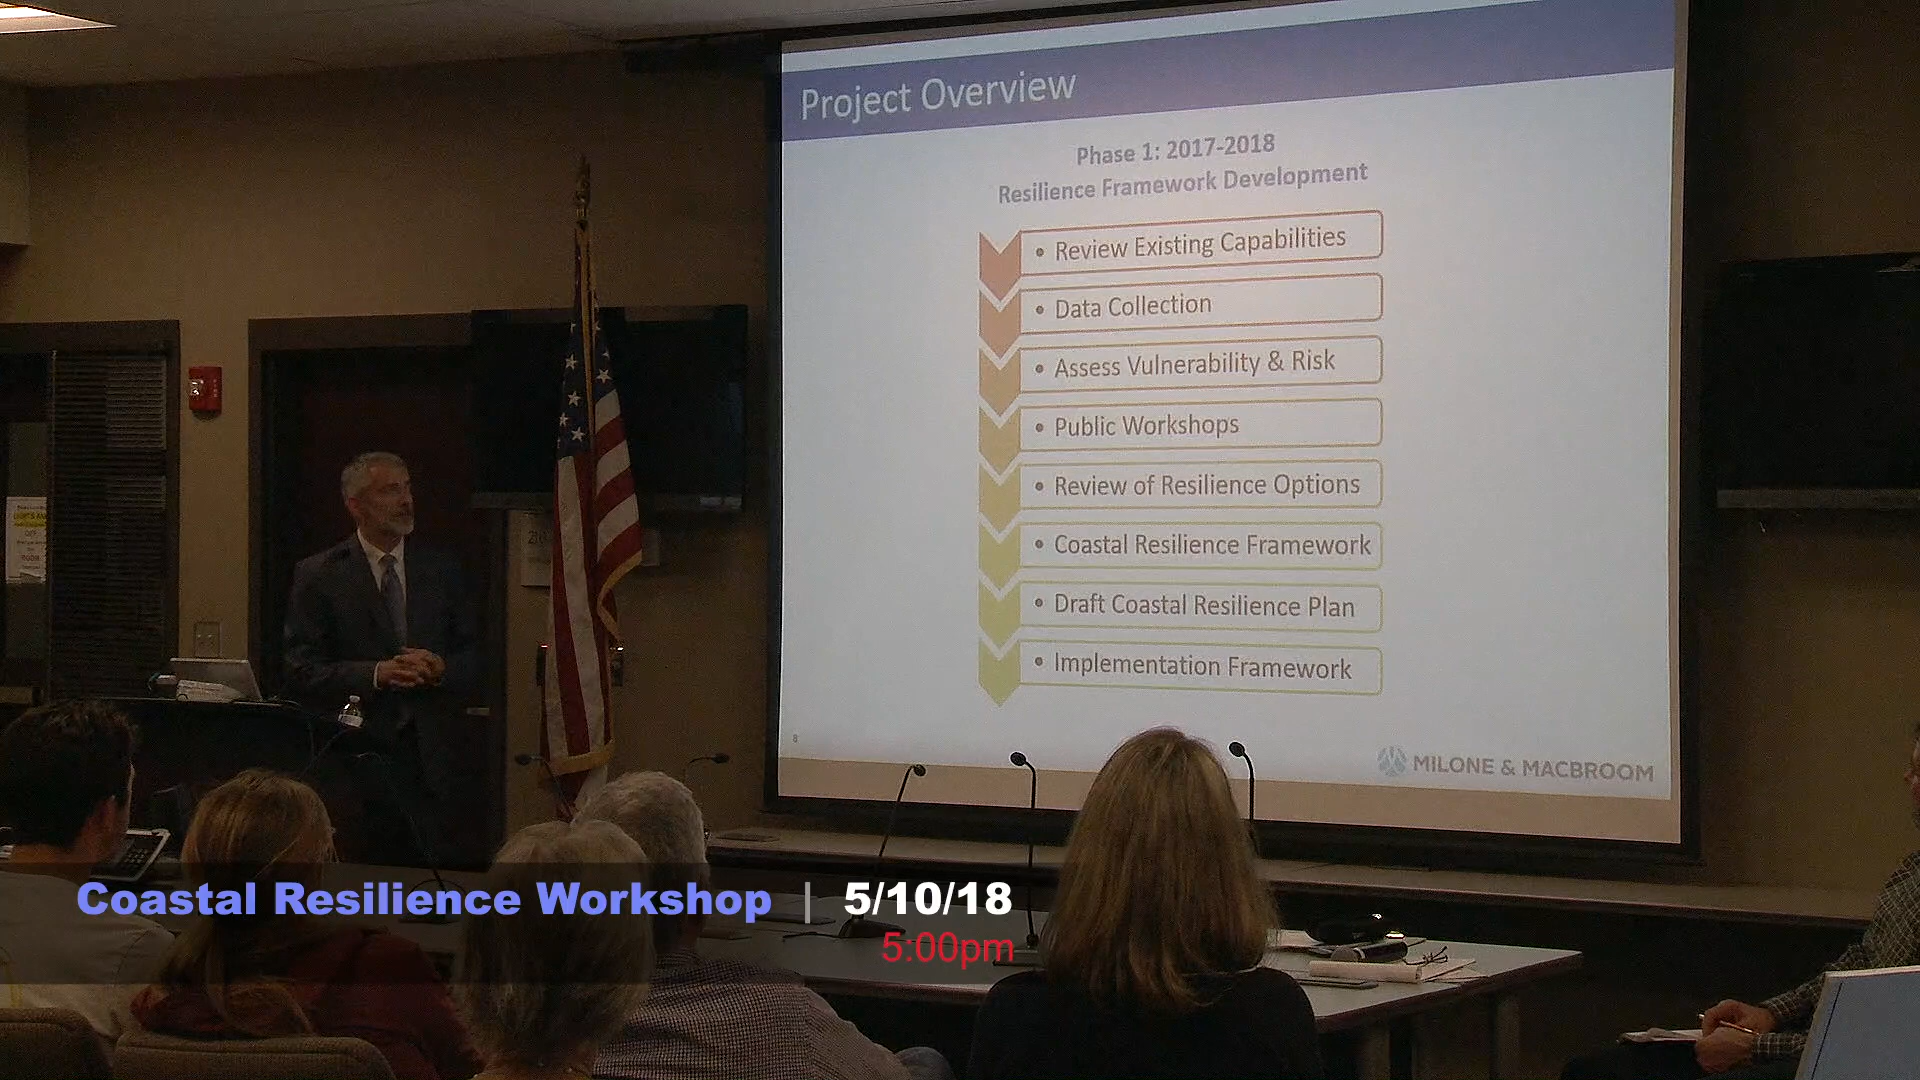 Project Overview
Phase 1: 2017-2018
Resilience Framework Development
• Review Existing Capabilities
• Data Collection
• Assess Vulnerability & Risk
• Public Workshops
• Review of Resilience Options
• Coastal Resilience Framework
• Draft Coastal Resilience Plan
• Implementation Framework
8
MILONE & MACBROOM
Coastal Resilience Workshop | 5/10/18
5:00pm